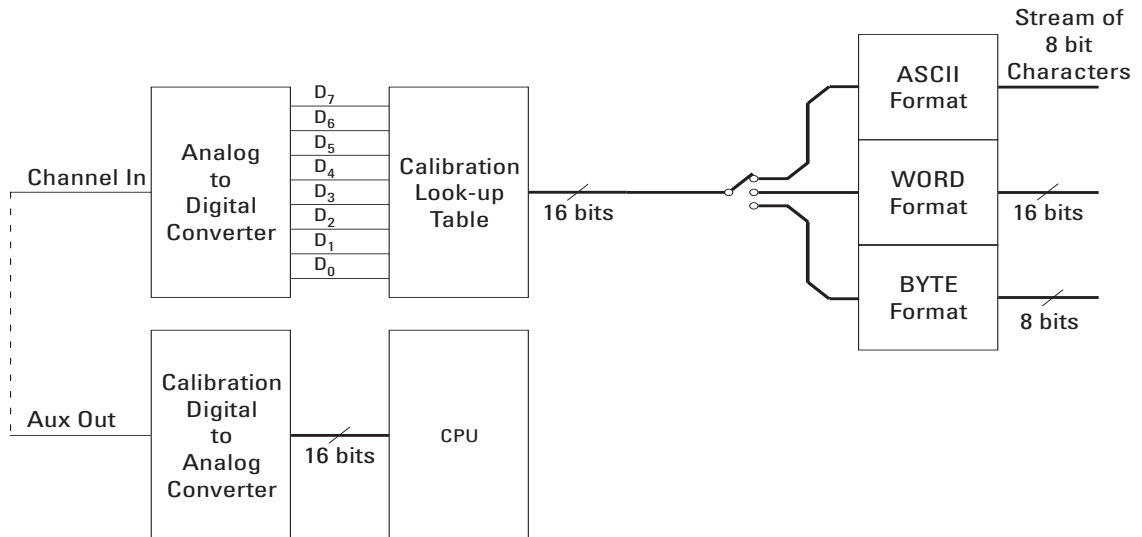 Stream of
8 bit
Characters
ASCII
Format
D7
D6
D5
D4
D3
D2
D1
D0
Analog
to
Digital
Converter
Calibration
Look-up
Table
Channel In
16 bits
WORD
Format
16 bits
BYTE
Format
8 bits
Aux Out
Calibration
Digital
to
Analog
Converter
16 bits
CPU